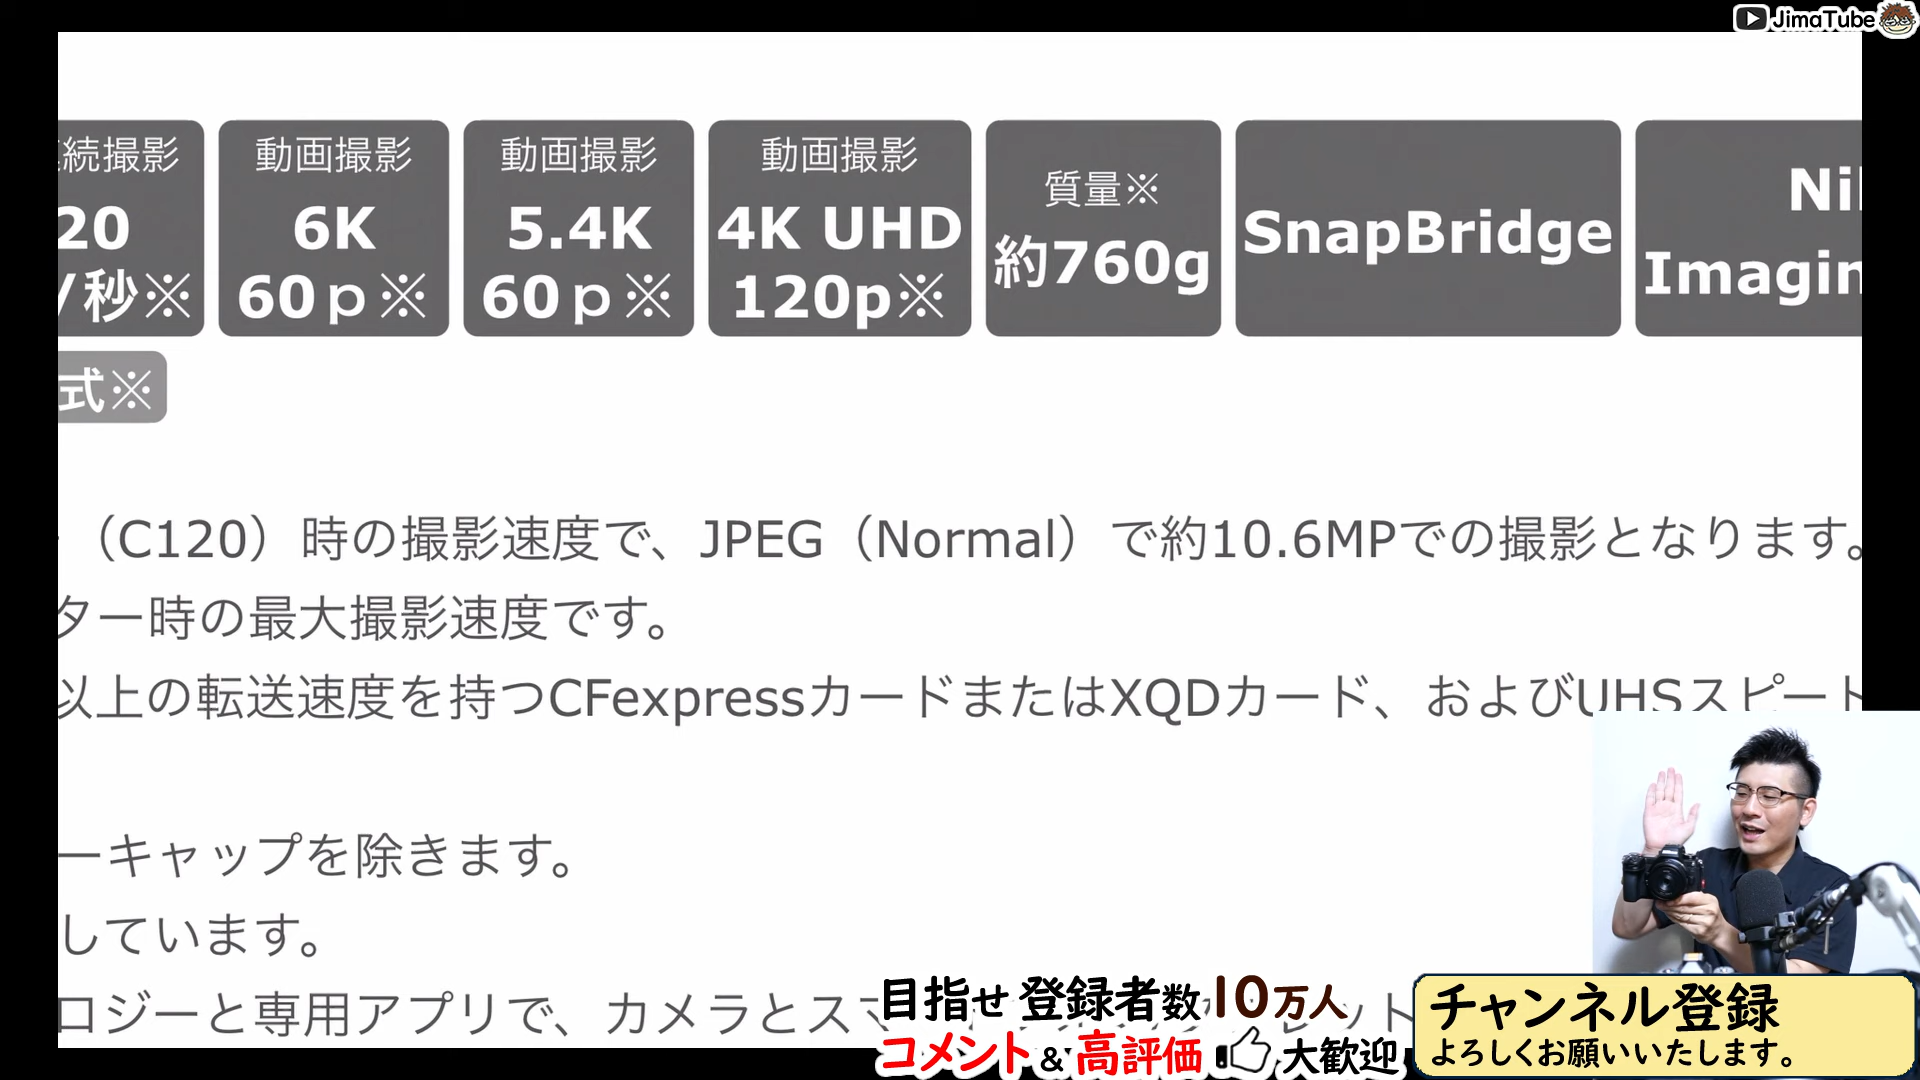 JimaTube
続撮影
20
/秒※
動画撮影
6K
60p※
動画撮影
5.4K
60p※
動画撮影
4K UHD
120p※
質量※
約760g
SnapBridge
Ni
Imagin
式※
（C120）時の撮影速度で、JPEG（Normal）で約10.6MPでの撮影となります。
ター時の最大撮影速度です。
以上の転送速度を持つCFexpressカードまたはXQDカード、およびUHSスピード
ーキャップを除きます。
しています。
ロジーと専用アプリで、カメラとスマ
レット
目指せ 登録者数10万人
コメント&高評価 大歓迎
チャンネル登録
よろしくお願いいたします。